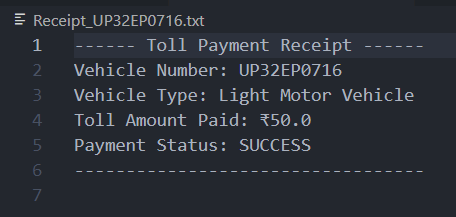 Receipt_UP32EP0716.txt
1 ------ Toll Payment Receipt ------
2 Vehicle Number: UP32EP0716
3 Vehicle Type: Light Motor Vehicle
4 Toll Amount Paid: ₹50.0
5 Payment Status: SUCCESS
6 ----------------------------------
7